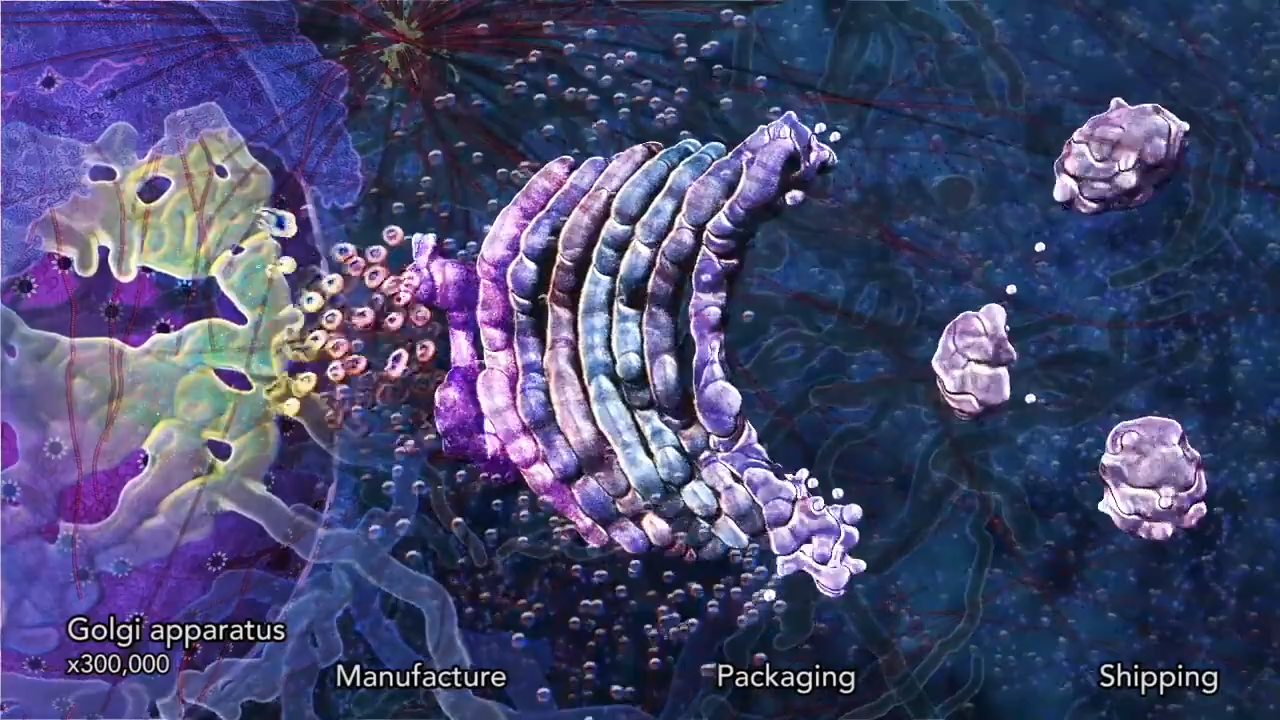 Golgi apparatus
x300,000
Manufacture
Packaging
Shipping